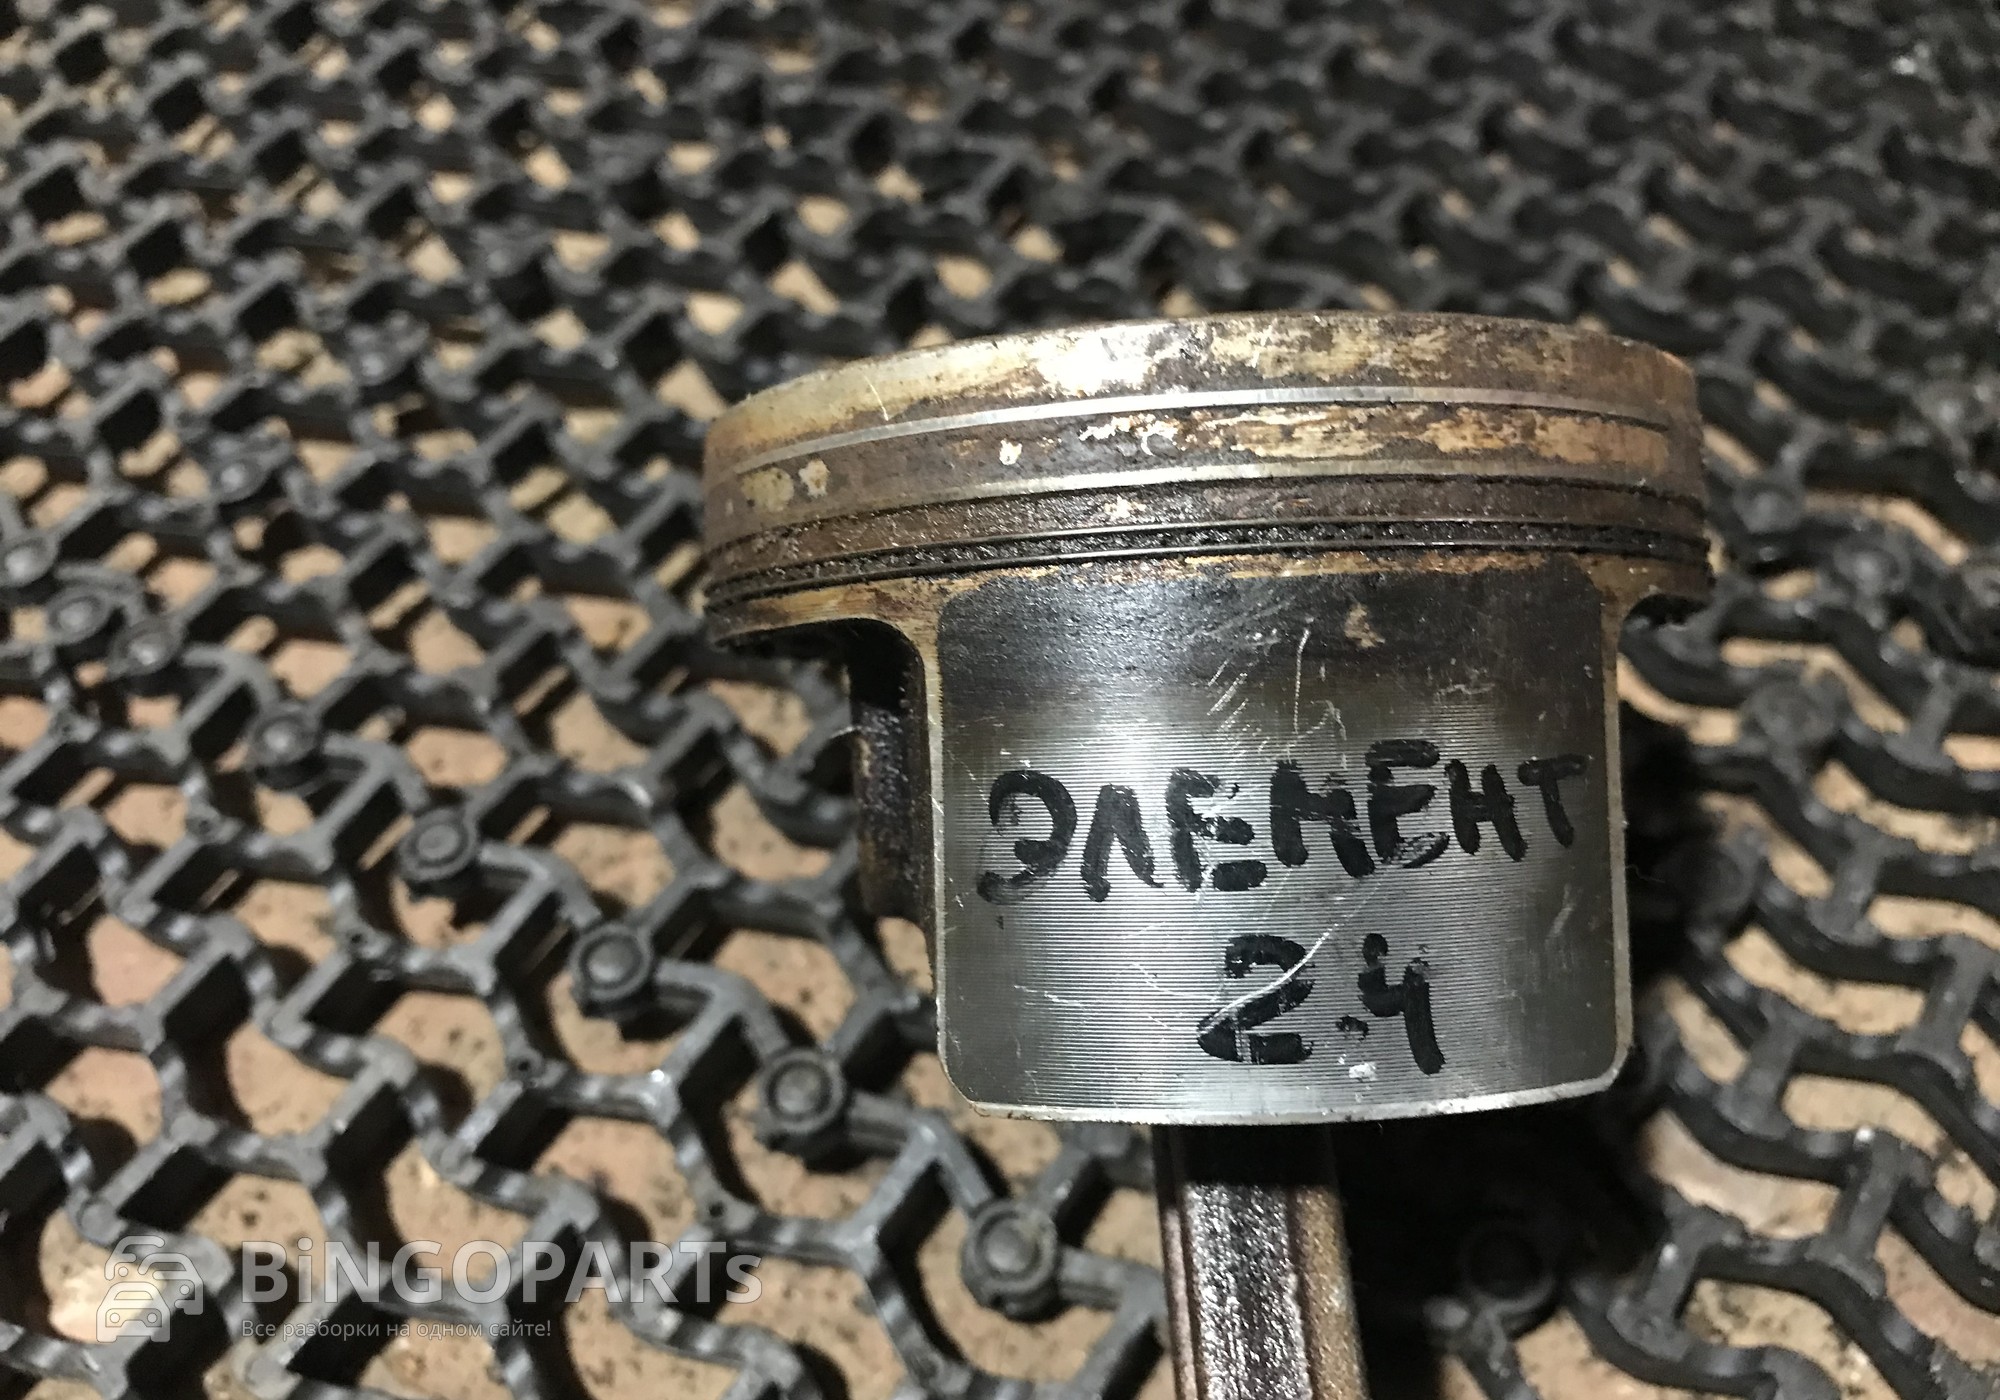 ЭЛЕМЕНТ
2.4
BiNGOPARTs
Все разборки на одном сайте!